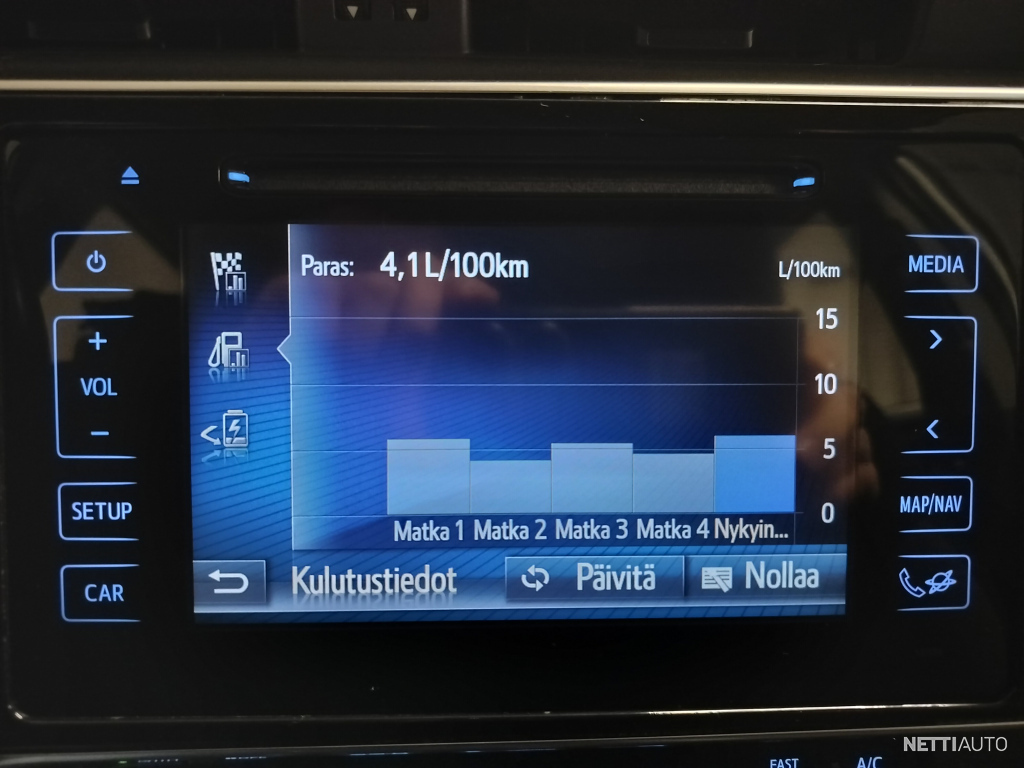 Paras: 4,1 L/100km
L/100km
15
10
5
0
Matka 1 Matka 2 Matka 3 Matka 4 Nykyin...
Kulutustiedot
Päivitä
Nollaa
+
VOL
−
SETUP
CAR
MEDIA
>
<
MAP/NAV
FAST
A/C
NETTIAUTO